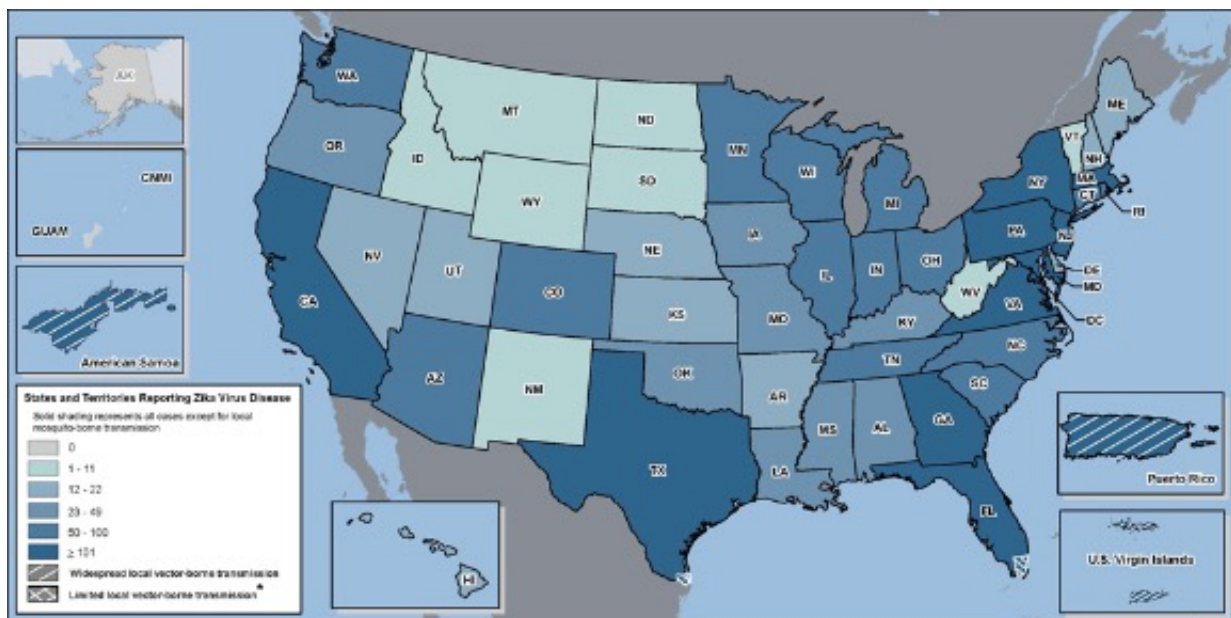 AK
CNMI
GUAM
American Samoa
States and Territories Reporting Zika Virus Disease
Solid shading represents all cases except for local
mosquito-borne transmission
0
1 - 11
12 - 22
23 - 49
50 - 100
≥ 101
Widespread local vector-borne transmission
Limited local vector-borne transmission*
WA
OR
CA
ID
NV
MT
WY
UT
AZ
CO
NM
ND
SD
NE
KS
OK
TX
MN
IA
MO
AR
LA
WI
IL
MS
MI
IN
OH
KY
TN
AL
WV
VA
NC
SC
GA
FL
PA
NY
VT
NH
ME
MA
CT
RI
NJ
DE
MD
DC
HI
Puerto Rico
U.S. Virgin Islands